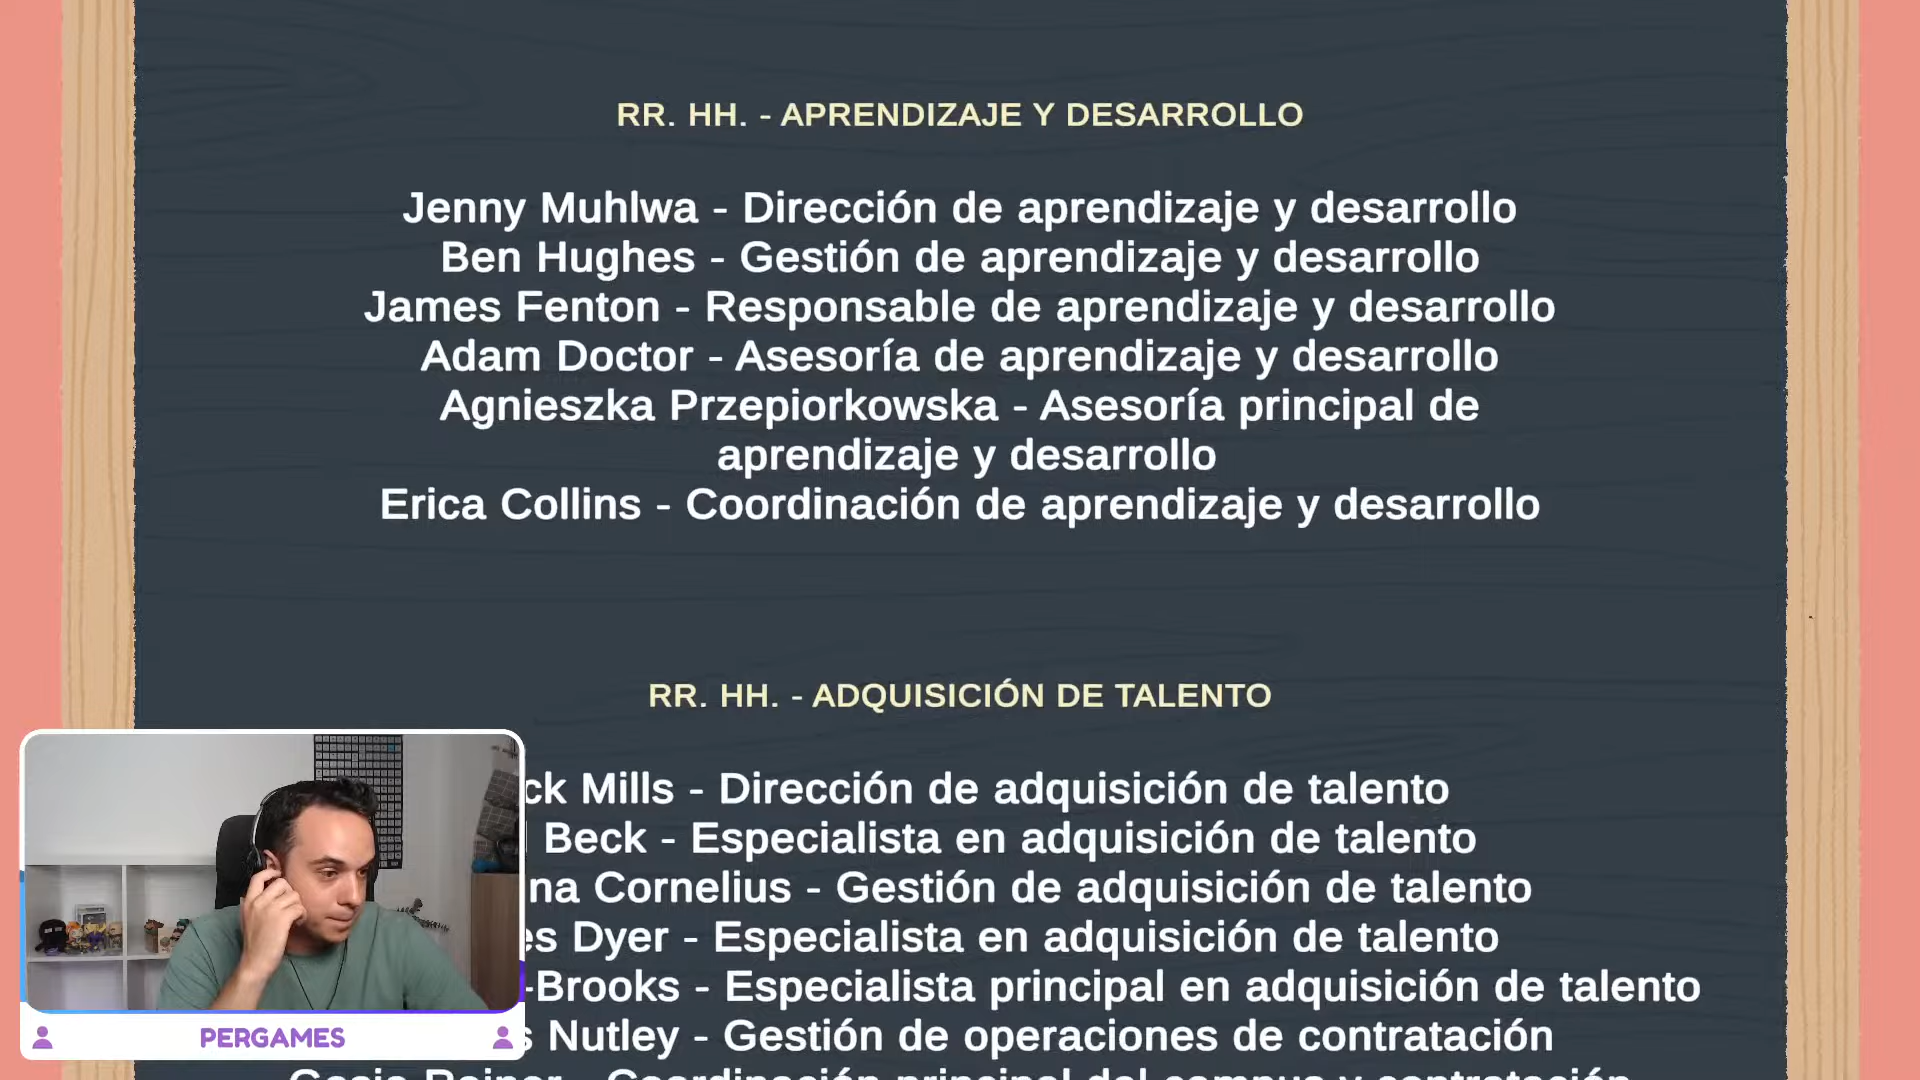 RR. HH. - APRENDIZAJE Y DESARROLLO
Jenny Muhlwa - Dirección de aprendizaje y desarrollo
Ben Hughes - Gestión de aprendizaje y desarrollo
James Fenton - Responsable de aprendizaje y desarrollo
Adam Doctor - Asesoría de aprendizaje y desarrollo
Agnieszka Przepiorkowska - Asesoría principal de
aprendizaje y desarrollo
Erica Collins - Coordinación de aprendizaje y desarrollo
RR. HH. - ADQUISICIÓN DE TALENTO
Mills - Dirección de adquisición de talento
Beck - Especialista en adquisición de talento
Cornelius - Gestión de adquisición de talento
Dyer - Especialista en adquisición de talento
-Brooks - Especialista principal en adquisición de talento
Nutley - Gestión de operaciones de contratación
PERGAMES